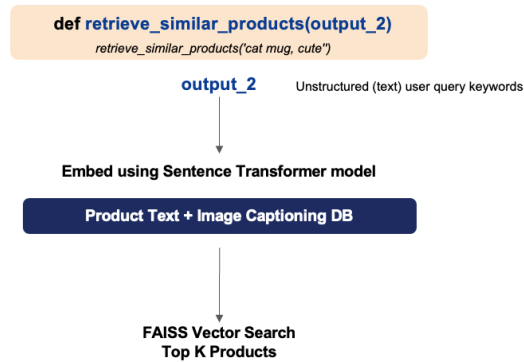 def retrieve_similar_products(output_2)
retrieve_similar_products('cat mug, cute")
output_2 Unstructured (text) user query keywords
Embed using Sentence Transformer model
Product Text + Image Captioning DB
FAISS Vector Search
Top K Products